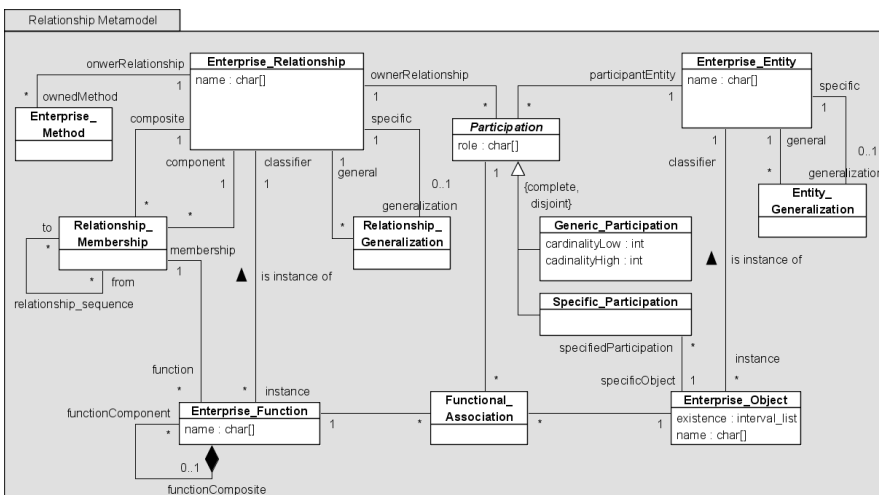 Relationship Metamodel
onwerRelationship
1
*
ownedMethod
Enterprise_
Method
Enterprise_Relationship
name : char[]
ownerRelationship
1
*
participantEntity
*
1
Enterprise_Entity
name : char[]
specific
1
general
1
0..1
*
generalization
Entity_
Generalization
composite
1
*
component
1
*
classifier
1
1
general
specific
1
0..1
generalization
*
Relationship_
Generalization
Participation
role : char[]
1
{complete,
disjoint}
Generic_Participation
cardinalityLow : int
cadinalityHigh : int
Specific_Participation
specifiedParticipation
*
specificObject
1
classifier
1
is instance of
instance
*
to
*
Relationship_
Membership
membership
1
*
from
relationship_sequence
is instance of
function
*
instance
*
functionComponent
*
Enterprise_Function
name : char[]
0..1
functionComposite
1
*
*
Functional_
Association
*
1
Enterprise_Object
existence : interval_list
name : char[]